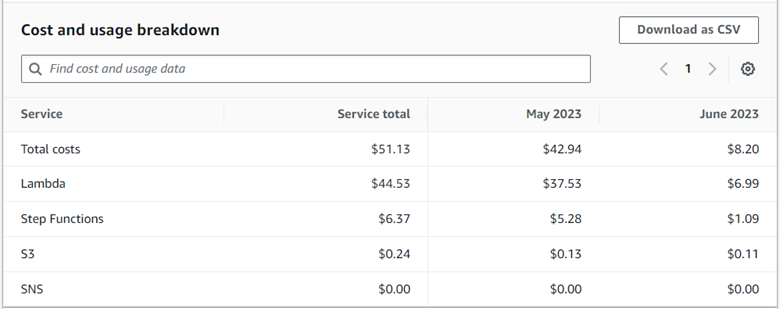 Cost and usage breakdown
Download as CSV
Find cost and usage data
1
Service Service total May 2023 June 2023
Total costs $51.13 $42.94 $8.20
Lambda $44.53 $37.53 $6.99
Step Functions $6.37 $5.28 $1.09
S3 $0.24 $0.13 $0.11
SNS $0.00 $0.00 $0.00